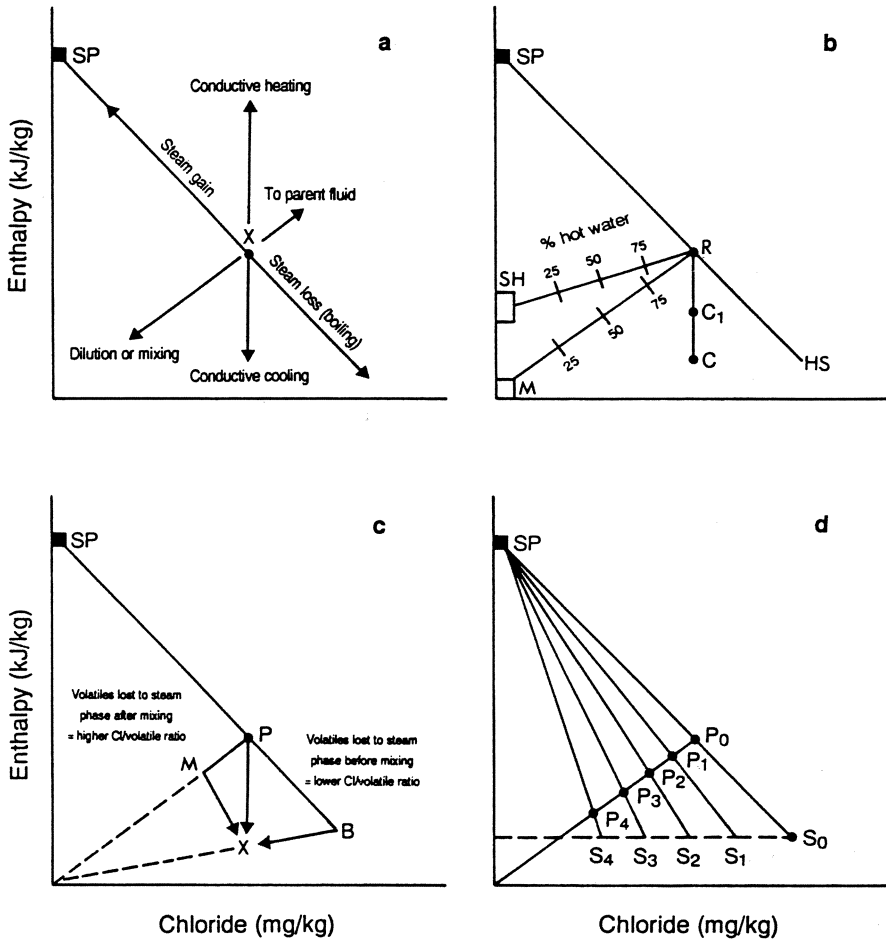 a
SP
Conductive heating
Steam gain
To parent fluid
X
Steam loss (boiling)
Dilution or mixing
Conductive cooling
Enthalpy (kJ/kg)
b
SP
% hot water
25
50
75
R
SH
25
50
75
C1
C
M
HS
c
SP
Volatiles lost to steam
phase after mixing
= higher Cl/volatile ratio
P
Volatiles lost to steam
phase before mixing
= lower Cl/volatile ratio
M
X
B
Enthalpy (kJ/kg)
Chloride (mg/kg)
d
SP
P0
P1
P2
P3
P4
S4
S3
S2
S1
S0
Chloride (mg/kg)